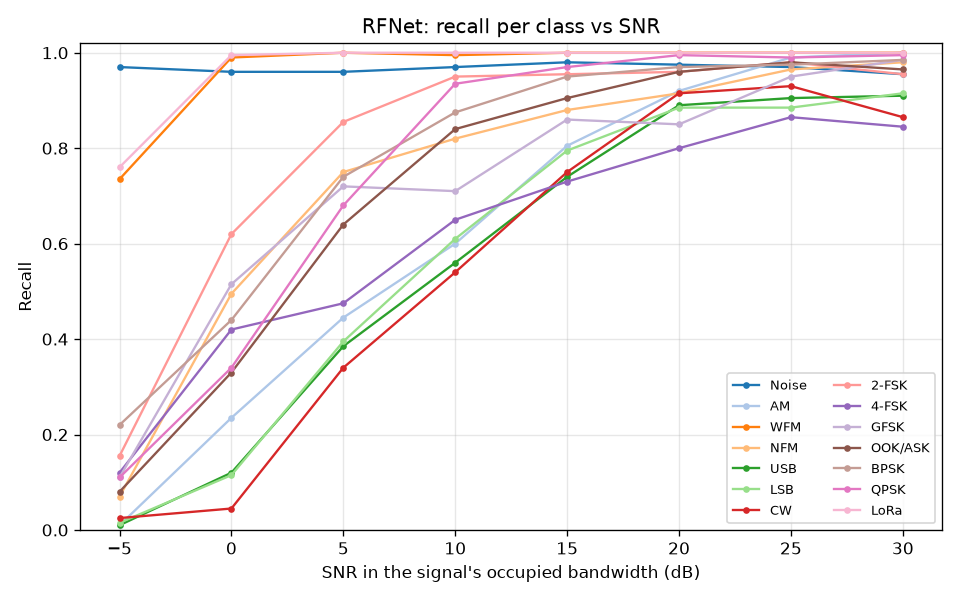 RFNet: recall per class vs SNR
Recall
1.0
0.8
0.6
0.4
0.2
0.0
−5 0 5 10 15 20 25 30
SNR in the signal's occupied bandwidth (dB)
Noise
AM
WFM
NFM
USB
LSB
CW
2-FSK
4-FSK
GFSK
OOK/ASK
BPSK
QPSK
LoRa